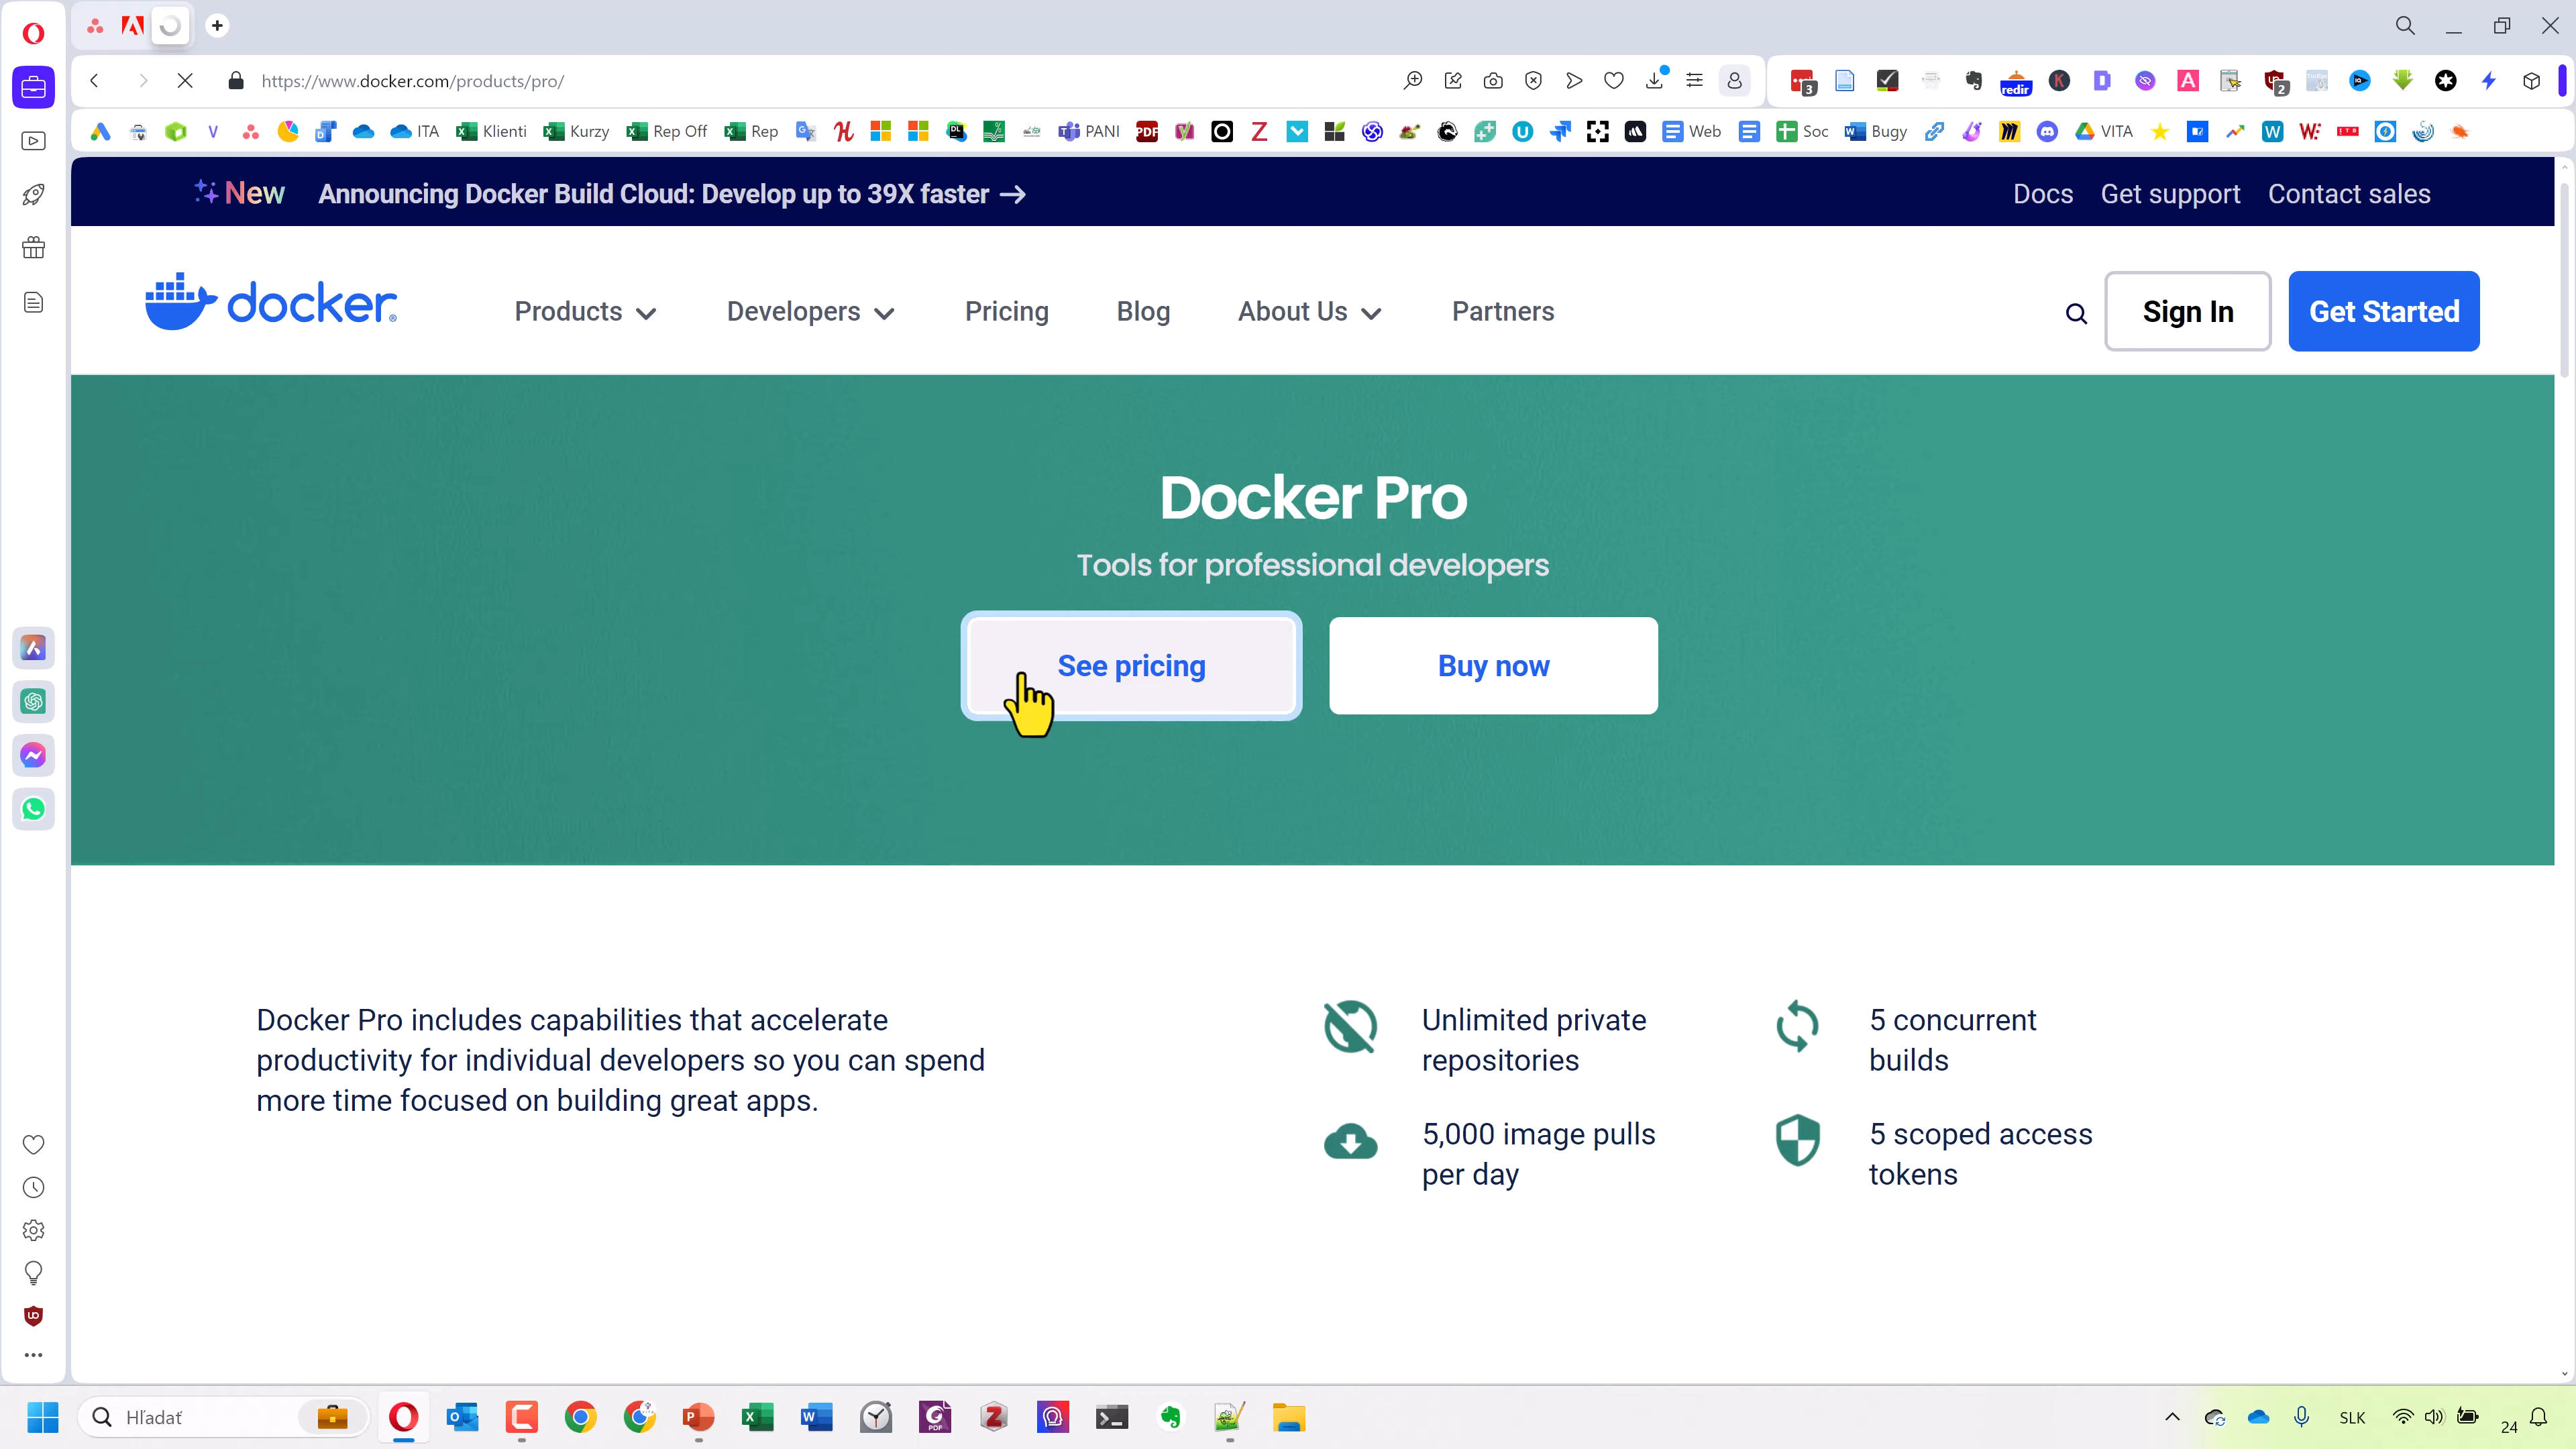 https://www.docker.com/products/pro/
3
redir
2
ITA
Klienti
Kurzy
Rep Off
Rep
PANI
Web
Soc
Bugy
VITA
New
Announcing Docker Build Cloud: Develop up to 39X faster →
Docs
Get support
Contact sales
docker
Products
Developers
Pricing
Blog
About Us
Partners
Sign In
Get Started
Docker Pro
Tools for professional developers
See pricing
Buy now
Docker Pro includes capabilities that accelerate
productivity for individual developers so you can spend
more time focused on building great apps.
Unlimited private
repositories
5 concurrent
builds
5,000 image pulls
per day
5 scoped access
tokens
Hľadať
SLK
24